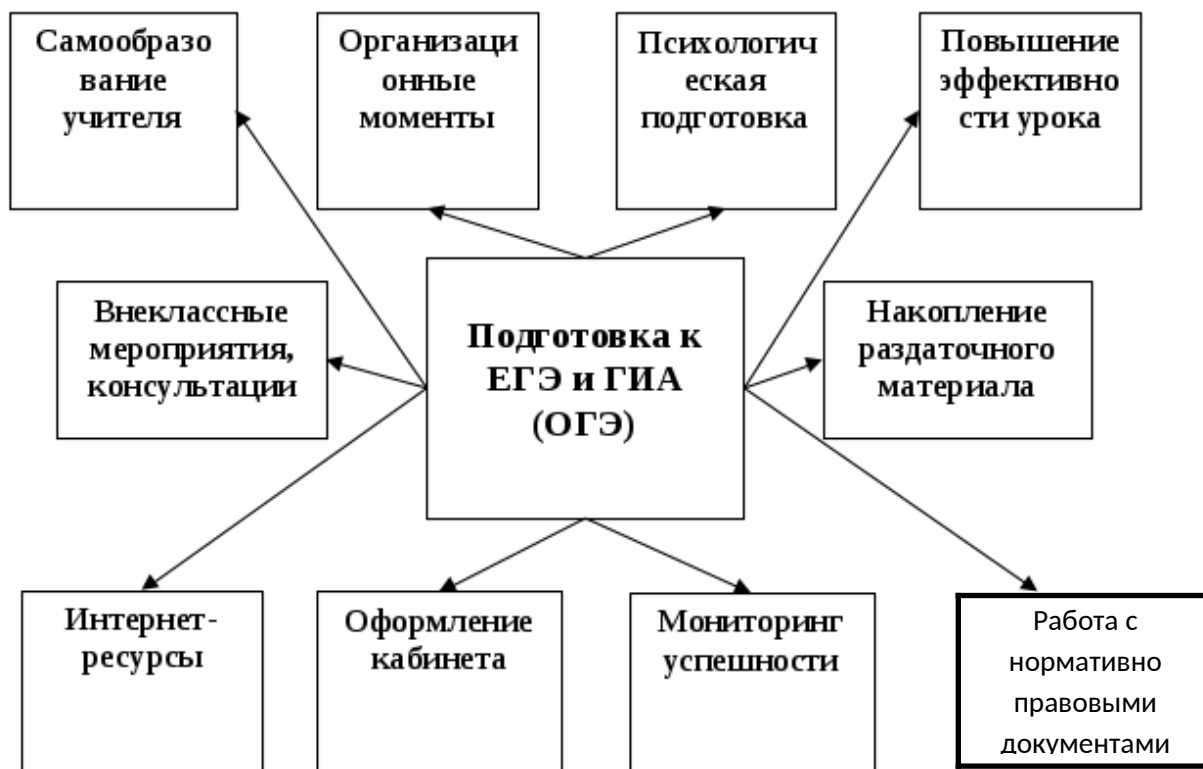 Самообразо
вание
учителя
Организаци
онные
моменты
Психологич
еская
подготовка
Повышение
эффективно
сти урока
Внеклассные
мероприятия,
консультации
Подготовка к
ЕГЭ и ГИА
(ОГЭ)
Накопление
раздаточного
материала
Интернет-
ресурсы
Оформление
кабинета
Мониторинг
успешности
Работа с
нормативно
правовыми
документами